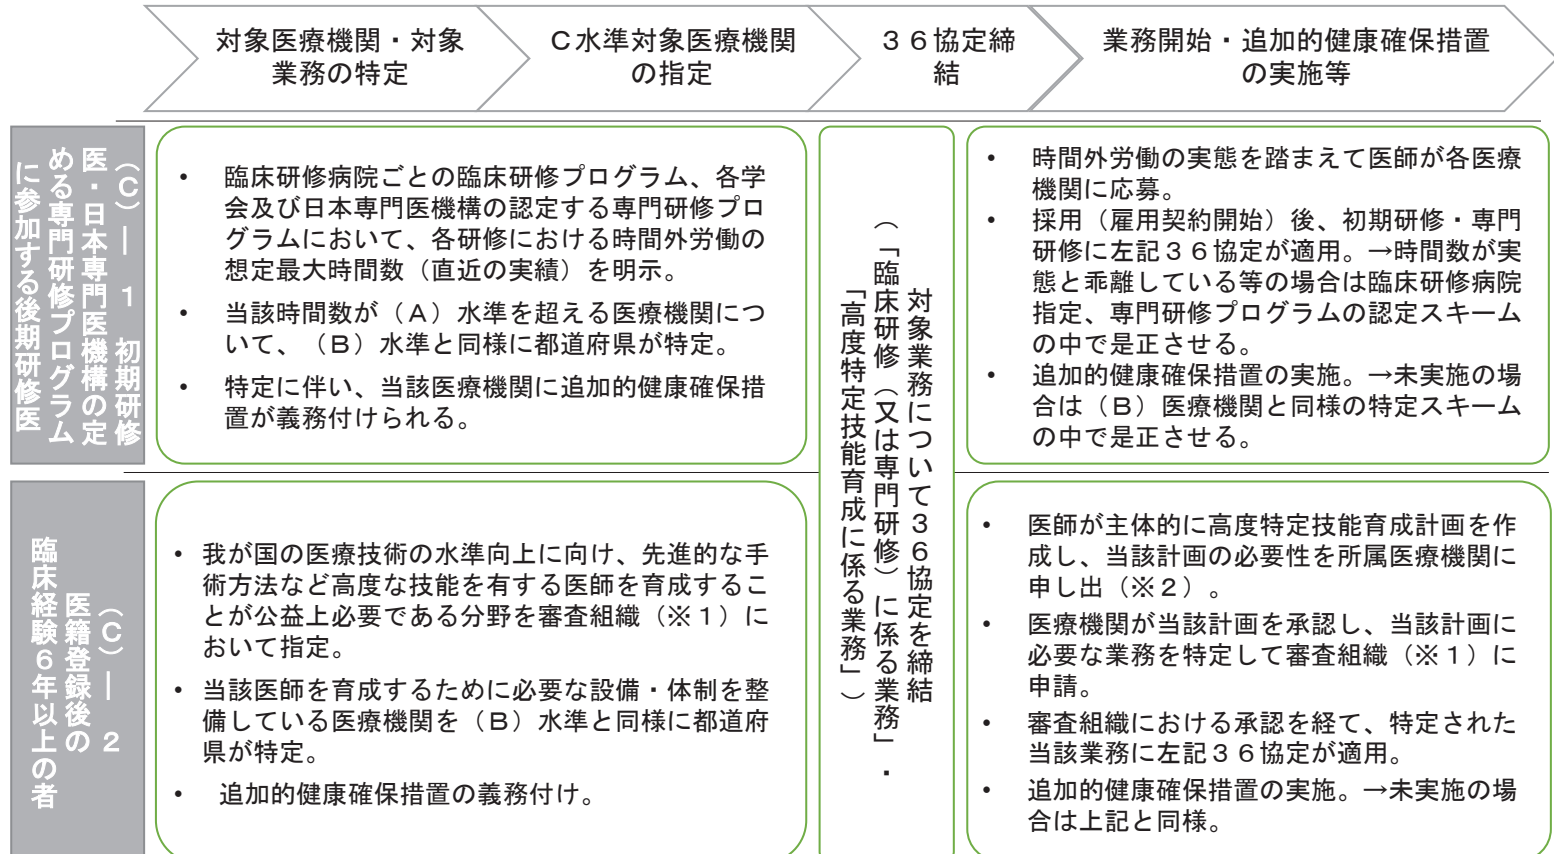 対象医療機関・対象
業務の特定
Ｃ水準対象医療機関
の指定
３６協定締
結
業務開始・追加的健康確保措置
の実施等
（Ｃ）―１ 初期研修
医・日本専門医機構の定
める専門研修プログラム
に参加する後期研修医
• 臨床研修病院ごとの臨床研修プログラム、各学
会及び日本専門医機構の認定する専門研修プロ
グラムにおいて、各研修における時間外労働の
想定最大時間数（直近の実績）を明示。
• 当該時間数が（Ａ）水準を超える医療機関につ
いて、（Ｂ）水準と同様に都道府県が特定。
• 特定に伴い、当該医療機関に追加的健康確保措
置が義務付けられる。
対象業務について３６協定を締結
（「臨床研修（又は専門研修）に係る業務」・
「高度特定技能育成に係る業務」）
• 時間外労働の実態を踏まえて医師が各医療
機関に応募。
• 採用（雇用契約開始）後、初期研修・専門
研修に左記３６協定が適用。→時間数が実
態と乖離している等の場合は臨床研修病院
指定、専門研修プログラムの認定スキーム
の中で是正させる。
• 追加的健康確保措置の実施。→未実施の場
合は（Ｂ）医療機関と同様の特定スキーム
の中で是正させる。
（Ｃ）―２
医籍登録後の
臨床経験６年以上の者
• 我が国の医療技術の水準向上に向け、先進的な手
術方法など高度な技能を有する医師を育成するこ
とが公益上必要である分野を審査組織（※１）に
おいて指定。
• 当該医師を育成するために必要な設備・体制を整
備している医療機関を（Ｂ）水準と同様に都道府
県が特定。
• 追加的健康確保措置の義務付け。
• 医師が主体的に高度特定技能育成計画を作
成し、当該計画の必要性を所属医療機関に
申し出（※２）。
• 医療機関が当該計画を承認し、当該計画に
必要な業務を特定して審査組織（※１）に
申請。
• 審査組織における承認を経て、特定された
当該業務に左記３６協定が適用。
• 追加的健康確保措置の実施。→未実施の場
合は上記と同様。